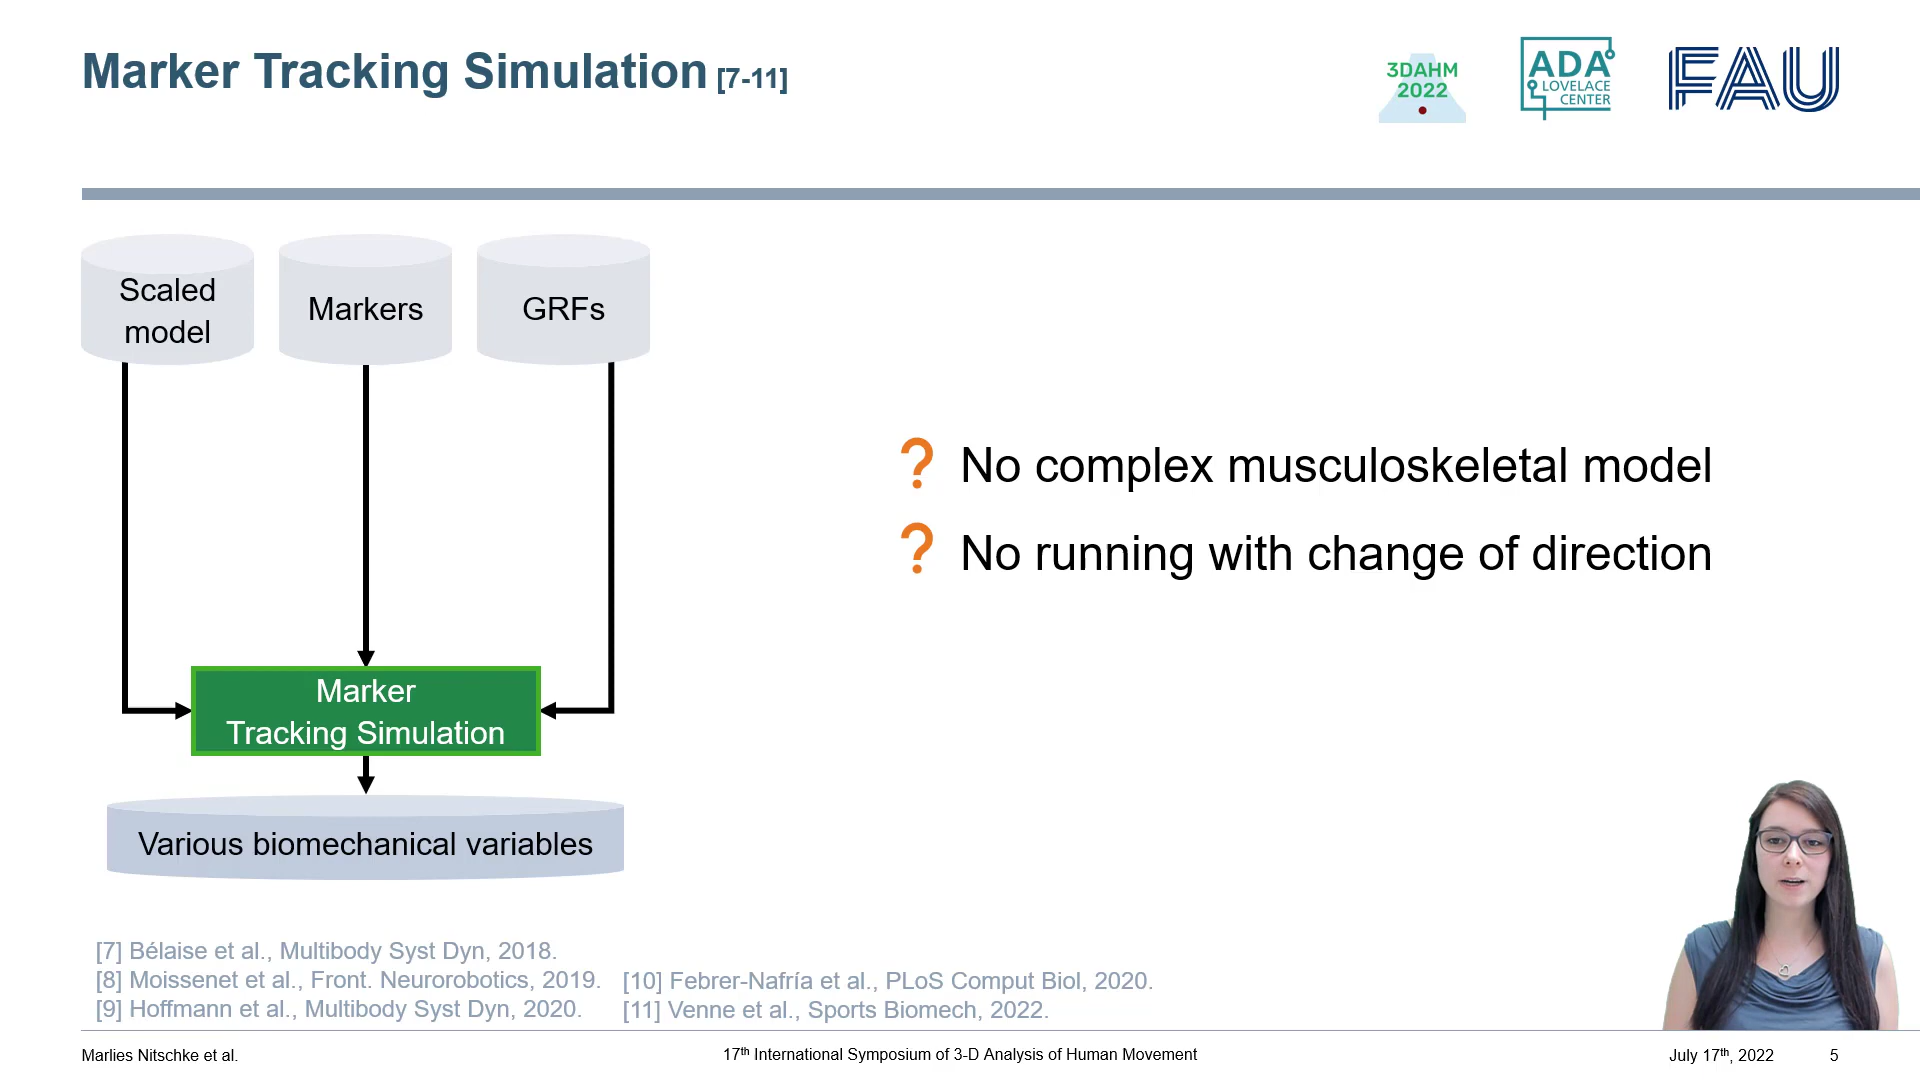 Marker Tracking Simulation [7-11]
3DAHM
2022
ADA
LOVELACE
CENTER
FAU
Scaled
model
Markers
GRFs
? No complex musculoskeletal model
? No running with change of direction
Marker
Tracking Simulation
Various biomechanical variables
[7] Bélaise et al., Multibody Syst Dyn, 2018.
[8] Moissenet et al., Front. Neurorobotics, 2019.
[9] Hoffmann et al., Multibody Syst Dyn, 2020.
[10] Febrer-Nafría et al., PLoS Comput Biol, 2020.
[11] Venne et al., Sports Biomech, 2022.
Marlies Nitschke et al.
17th International Symposium of 3-D Analysis of Human Movement
July 17th, 2022
5